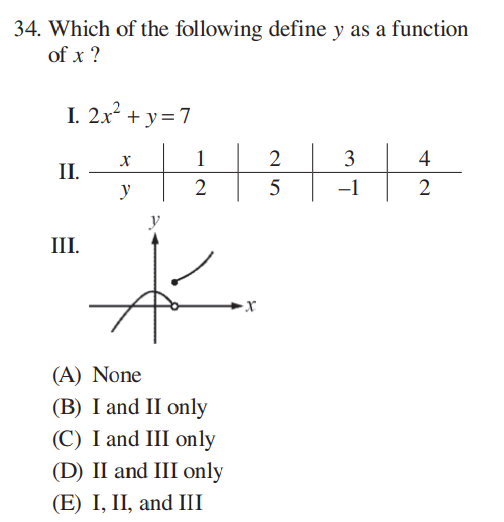 34. Which of the following define y as a function
of x ?
I. 2x² + y = 7
II. x 1 2 3 4
y 2 5 –1 2
y
III.
x
(A) None
(B) I and II only
(C) I and III only
(D) II and III only
(E) I, II, and III